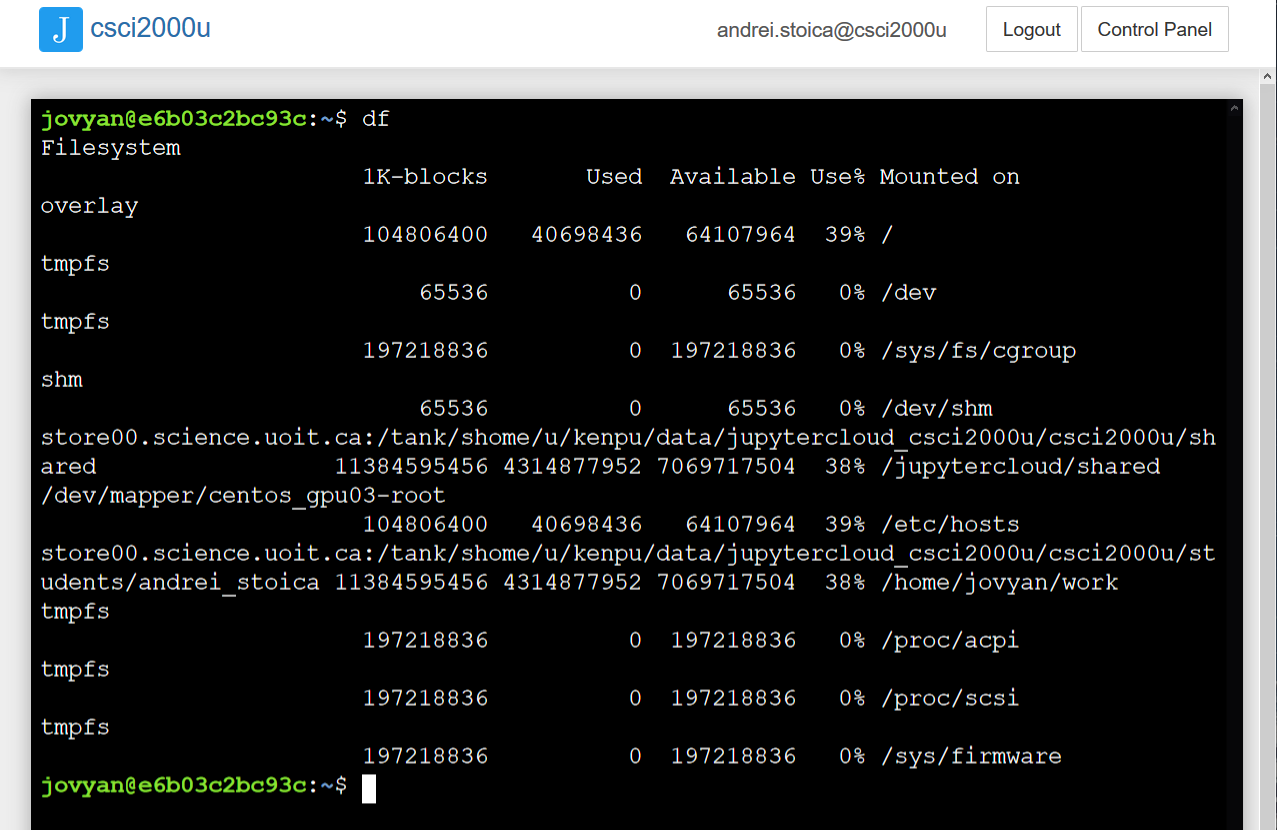 J csci2000u andrei.stoica@csci2000u Logout Control Panel
jovyan@e6b03c2bc93c:~$ df
Filesystem
1K-blocks Used Available Use% Mounted on
overlay
104806400 40698436 64107964 39% /
tmpfs
65536 0 65536 0% /dev
tmpfs
197218836 0 197218836 0% /sys/fs/cgroup
shm
65536 0 65536 0% /dev/shm
store00.science.uoit.ca:/tank/shome/u/kenpu/data/jupytercloud_csci2000u/csci2000u/sh
ared 11384595456 4314877952 7069717504 38% /jupytercloud/shared
/dev/mapper/centos_gpu03-root
104806400 40698436 64107964 39% /etc/hosts
store00.science.uoit.ca:/tank/shome/u/kenpu/data/jupytercloud_csci2000u/csci2000u/st
udents/andrei_stoica 11384595456 4314877952 7069717504 38% /home/jovyan/work
tmpfs
197218836 0 197218836 0% /proc/acpi
tmpfs
197218836 0 197218836 0% /proc/scsi
tmpfs
197218836 0 197218836 0% /sys/firmware
jovyan@e6b03c2bc93c:~$